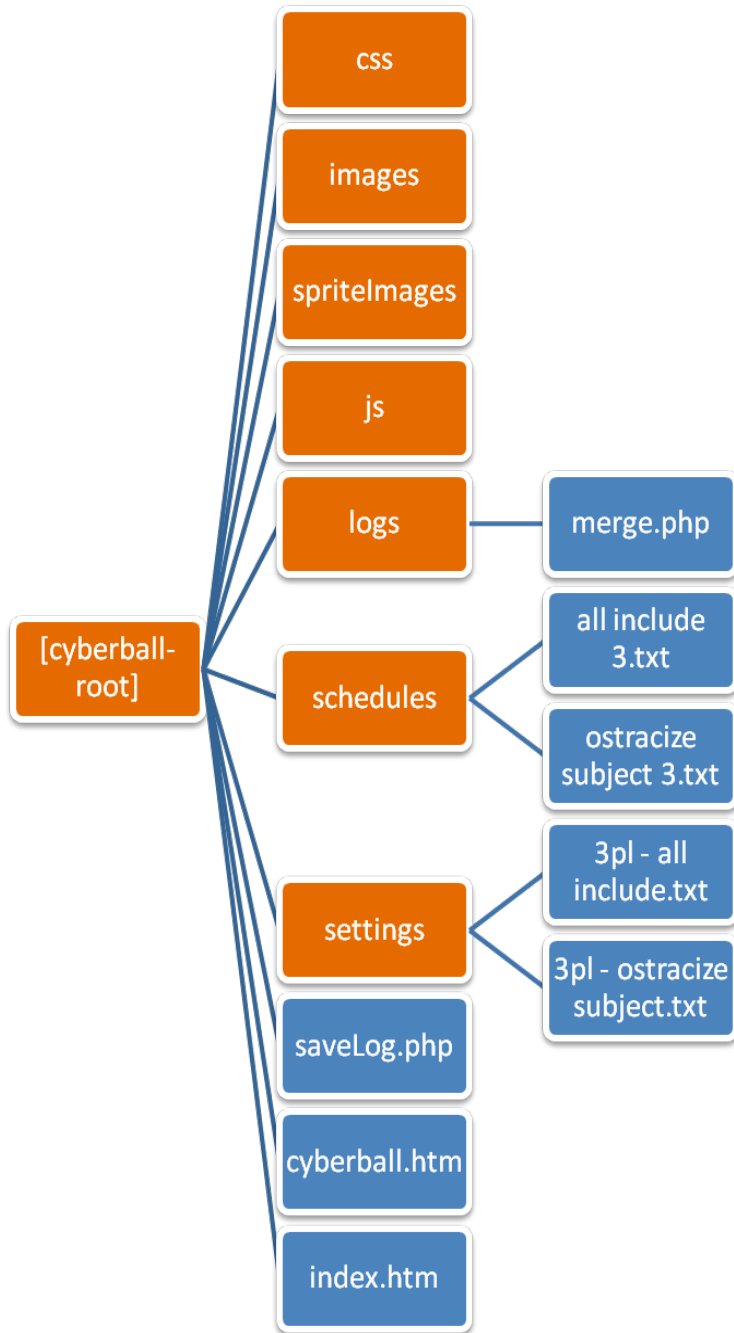 css
images
spriteImages
js
logs
merge.php
[cyberball-
root]
schedules
all include
3.txt
ostracize
subject 3.txt
settings
3pl - all
include.txt
3pl - ostracize
subject.txt
saveLog.php
cyberball.htm
index.htm